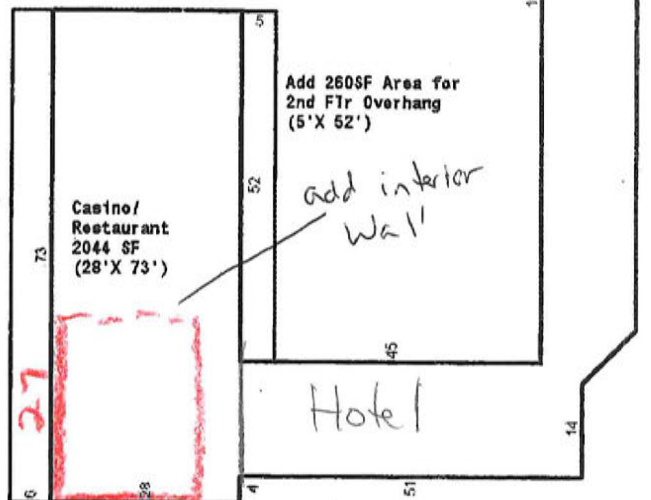 5
Add 260SF Area for
2nd Flr Overhang
(5'X 52')
52
add interior
Wall
Casino/
Restaurant
2044 SF
(28'X 73')
73
45
27
Hotel
14
6
28
4
51